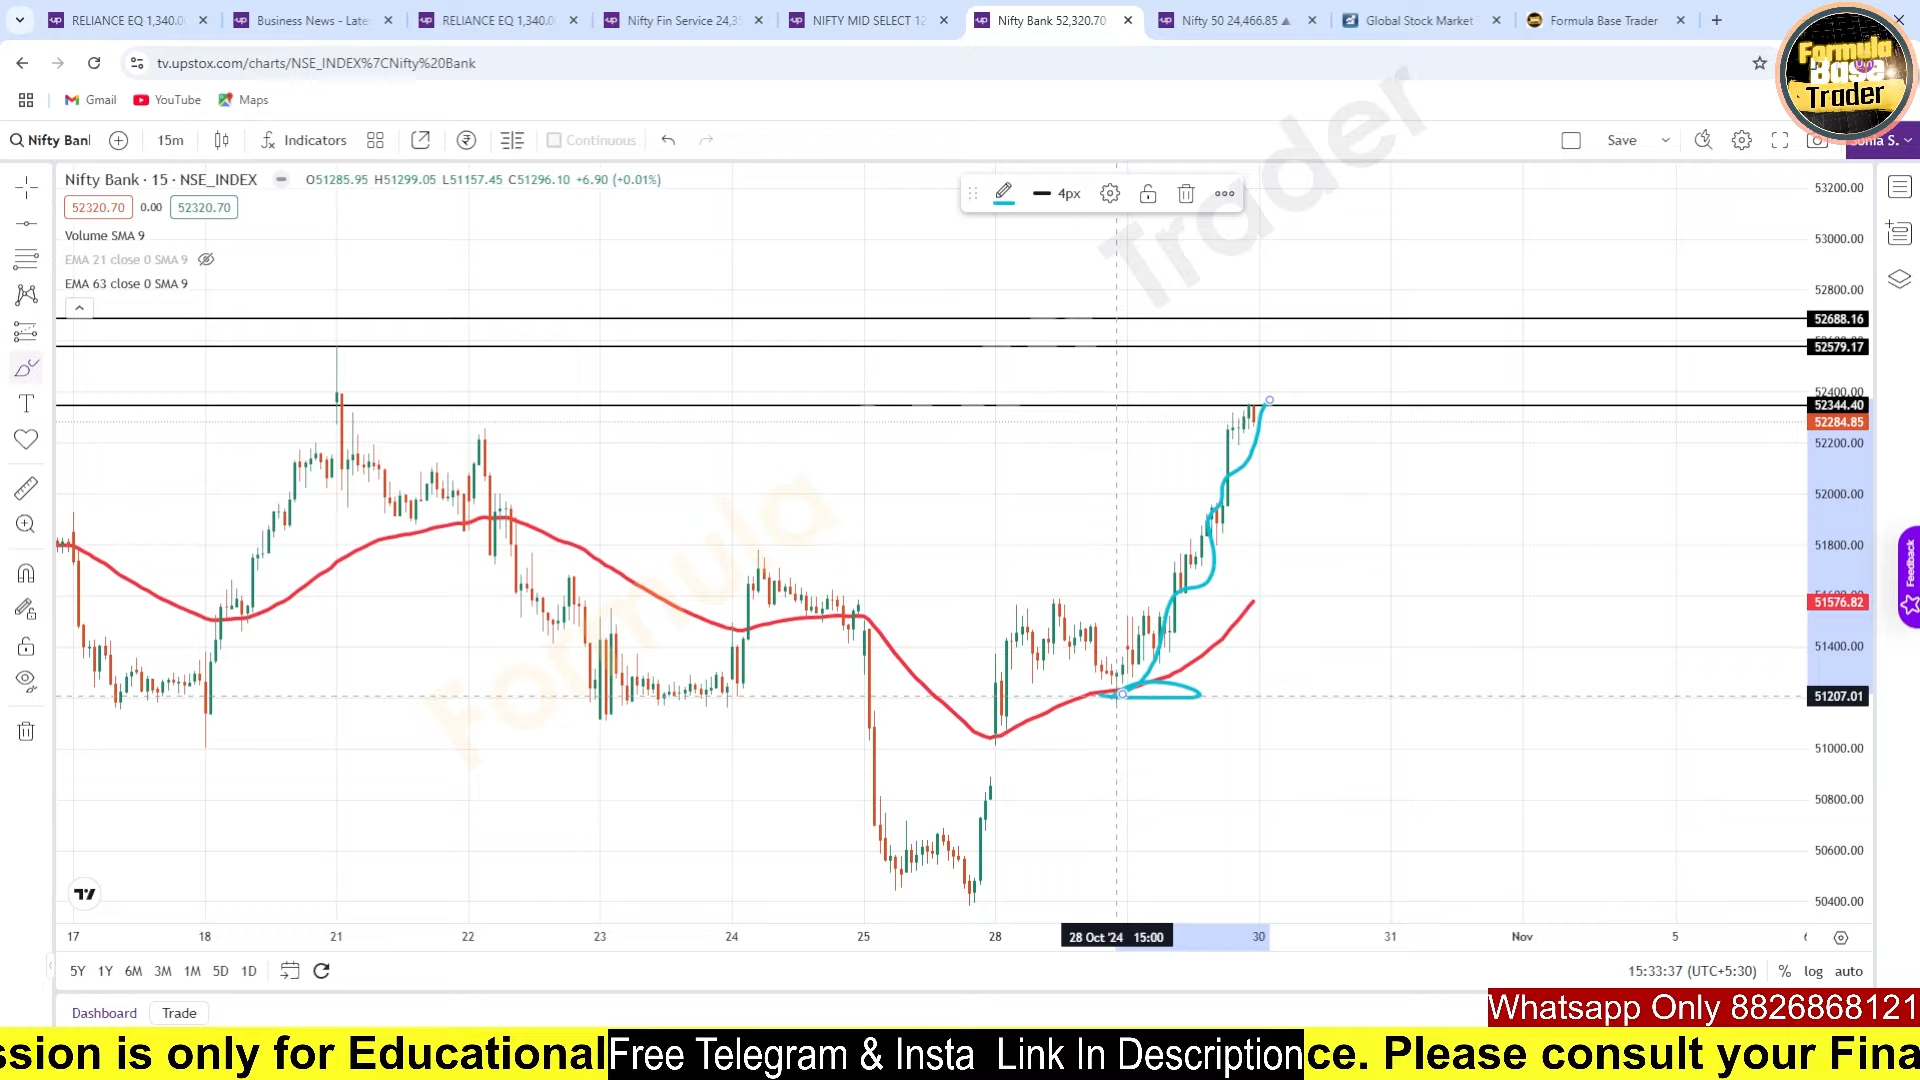 RELIANCE EQ 1,340.0
Business News - Late
RELIANCE EQ 1,340.0
Nifty Fin Service 24,3
NIFTY MID SELECT 12
Nifty Bank 52,320.70
Nifty 50 24,466.85 ▲
Global Stock Market
Formula Base Trader
tv.upstox.com/charts/NSE_INDEX%7CNifty%20Bank
Gmail
YouTube
Maps
Formula
Base
Trader
Nifty Banl
15m
Indicators
Continuous
Save
onia S.
Nifty Bank · 15 · NSE_INDEX
O51285.95 H51299.05 L51157.45 C51296.10 +6.90 (+0.01%)
4px
52320.70
0.00
52320.70
Volume SMA 9
EMA 21 close 0 SMA 9
EMA 63 close 0 SMA 9
Trader
Formula
53200.00
53000.00
52800.00
52688.16
52579.17
52400.00
52344.40
52284.85
52200.00
52000.00
51800.00
51576.82
51400.00
51207.01
51000.00
50800.00
50600.00
50400.00
Feedback
17
18
21
22
23
24
25
28
28 Oct '24 15:00
30
31
Nov
5
5Y
1Y
6M
3M
1M
5D
1D
15:33:37 (UTC+5:30)
%
log
auto
Dashboard
Trade
Whatsapp Only 8826868121
ssion is only for Educational
Free Telegram & Insta Link In Description
ce. Please consult your Fina